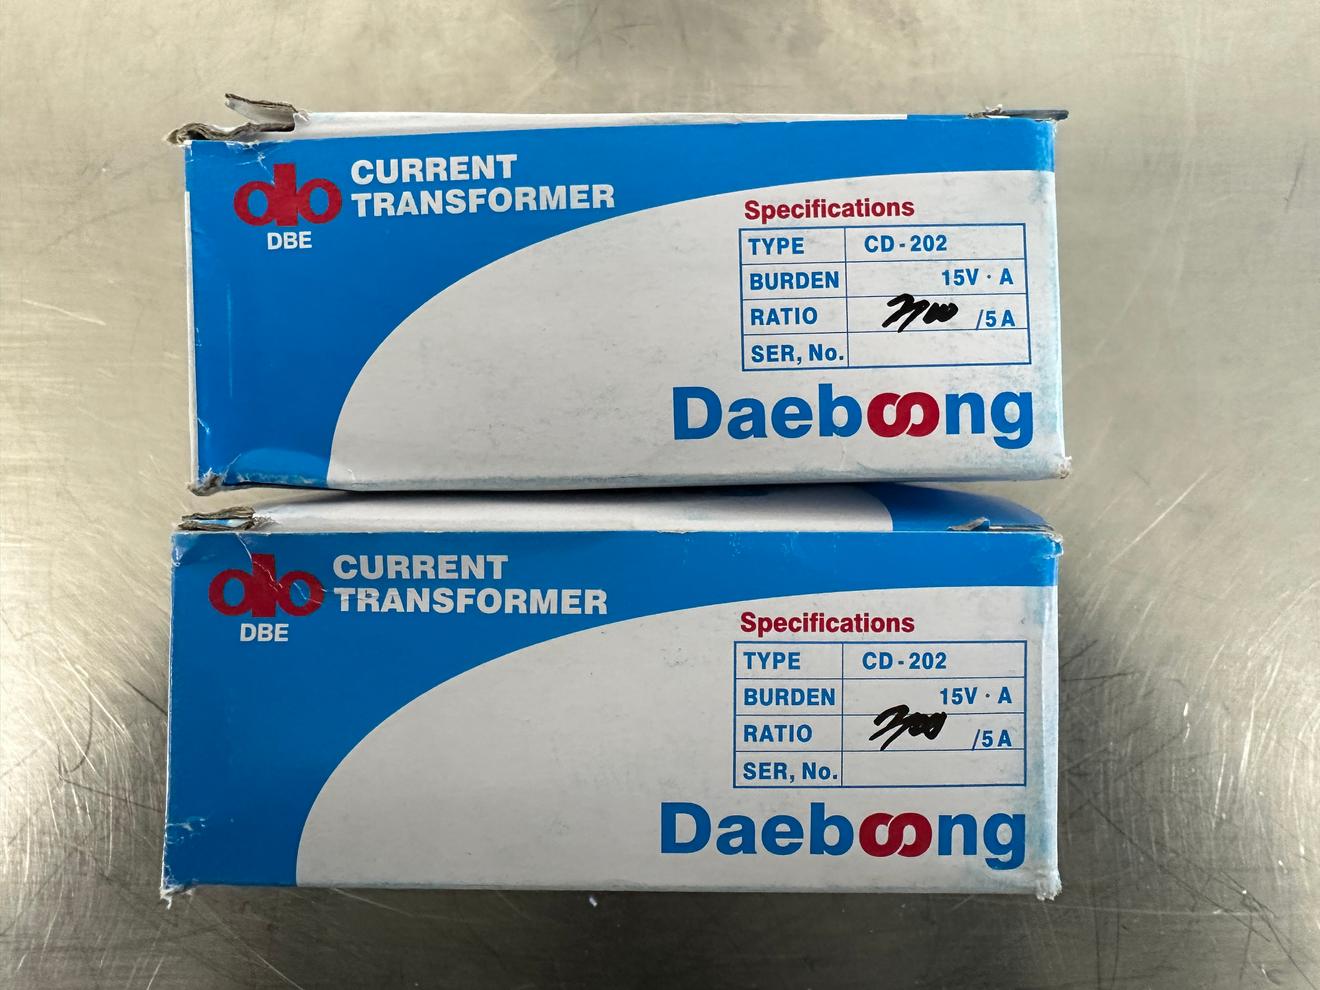 CURRENT
TRANSFORMER
DBE
Specifications
TYPE CD-202
BURDEN 15V·A
RATIO /5A
SER, No.
Daeboong
CURRENT
TRANSFORMER
DBE
Specifications
TYPE CD-202
BURDEN 15V·A
RATIO /5A
SER, No.
Daeboong